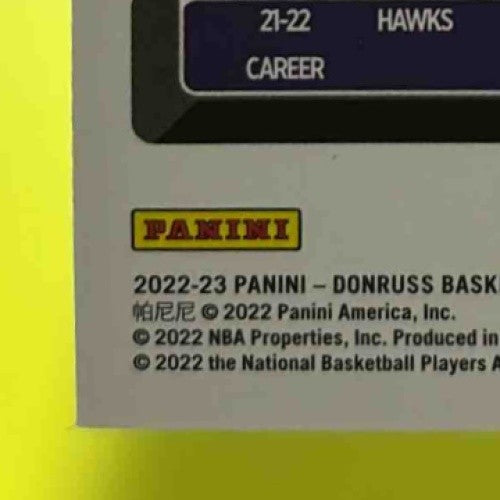 21-22 HAWKS
CAREER
PANINI
2022-23 PANINI – DONRUSS
帕尼尼 © 2022 Panini America, Inc.
© 2022 NBA Properties, Inc. Produced in
© 2022 the National Basketball Players